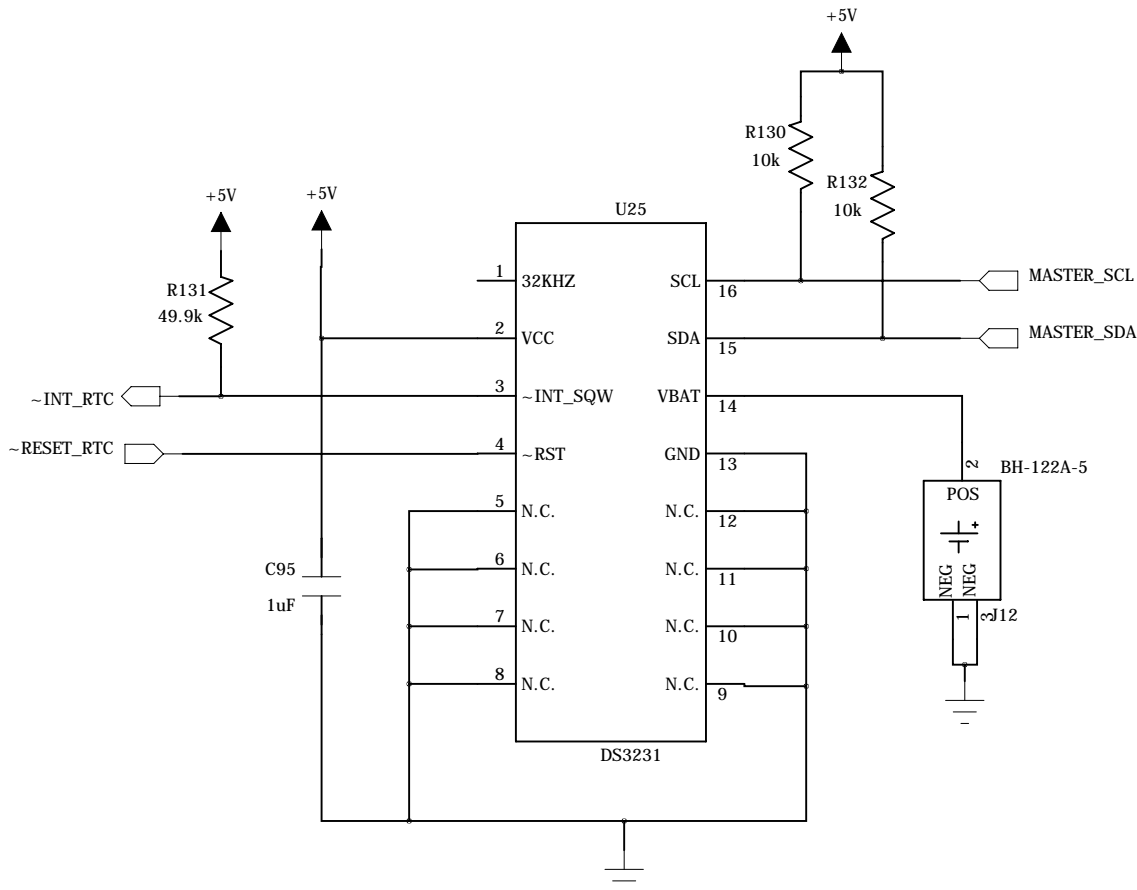 +5V
R130
10k
R132
10k
+5V
+5V
U25
R131
49.9k
1
32KHZ
SCL
16
MASTER_SCL
2
VCC
SDA
15
MASTER_SDA
~INT_RTC
3
~INT_SQW
VBAT
14
~RESET_RTC
4
~RST
GND
13
2
BH-122A-5
POS
+
5
N.C.
N.C.
12
6
N.C.
N.C.
11
C95
1uF
NEG
NEG
1
3
J12
7
N.C.
N.C.
10
8
N.C.
N.C.
9
DS3231